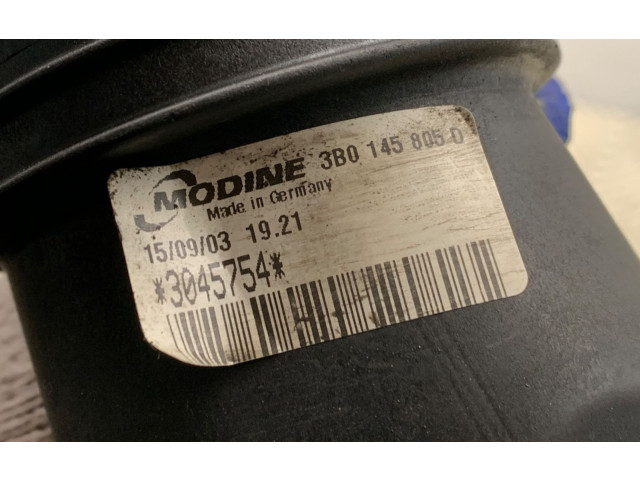 MODINE 3B0 145 805 D
Made in Germany
15/09/03 19.21
*3045754*